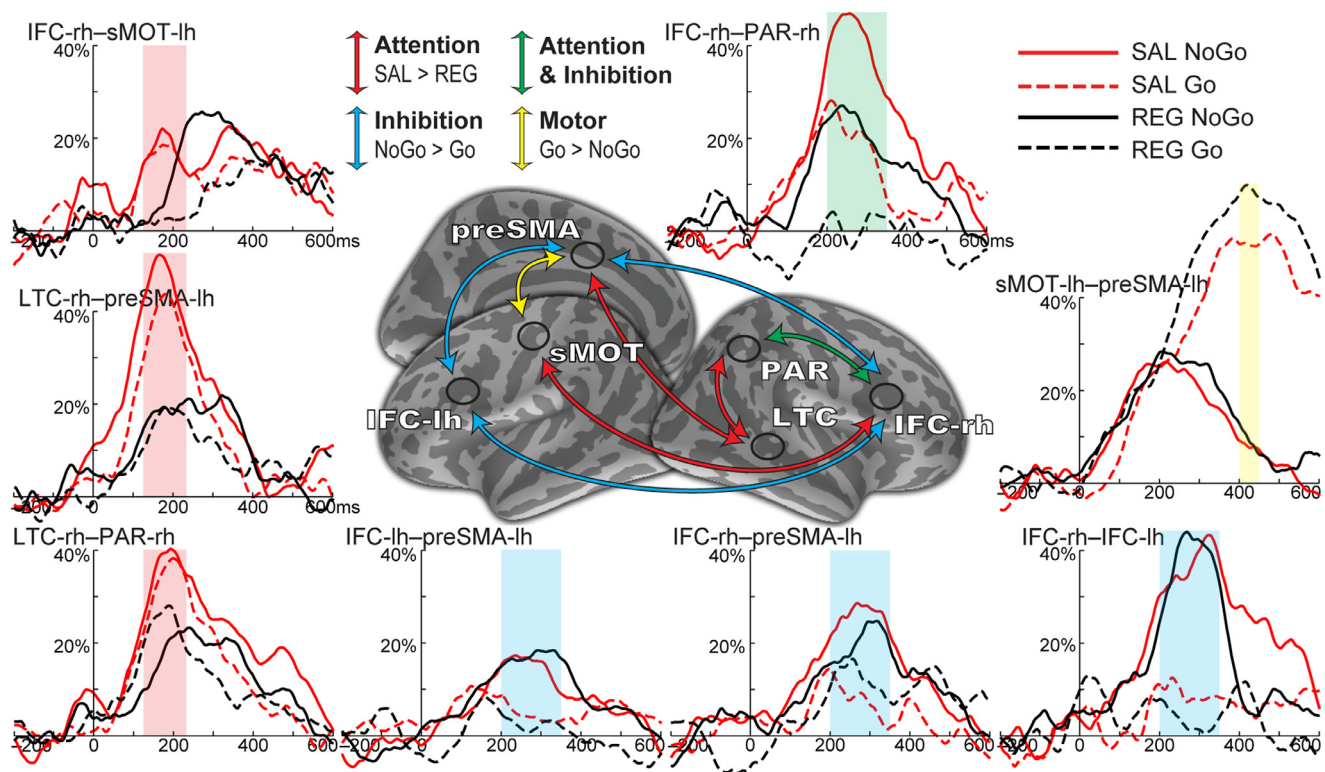 IFC-rh–sMOT-lh
40%
20%
-200 0 200 400 600ms
Attention
SAL > REG
Attention
& Inhibition
Inhibition
NoGo > Go
Motor
Go > NoGo
IFC-rh–PAR-rh
40%
20%
-200 0 200 400 600ms
SAL NoGo
SAL Go
REG NoGo
REG Go
LTC-rh–preSMA-lh
40%
20%
-200 0 200 400 600
preSMA
sMOT
IFC-lh
PAR
LTC
IFC-rh
sMOT-lh–preSMA-lh
40%
20%
-200 0 200 400 600
LTC-rh–PAR-rh
40%
20%
-200 0 200 400 600
IFC-lh–preSMA-lh
40%
20%
-200 0 200 400 600
IFC-rh–preSMA-lh
40%
20%
-200 0 200 400 600
IFC-rh–IFC-lh
40%
20%
-200 0 200 400 600